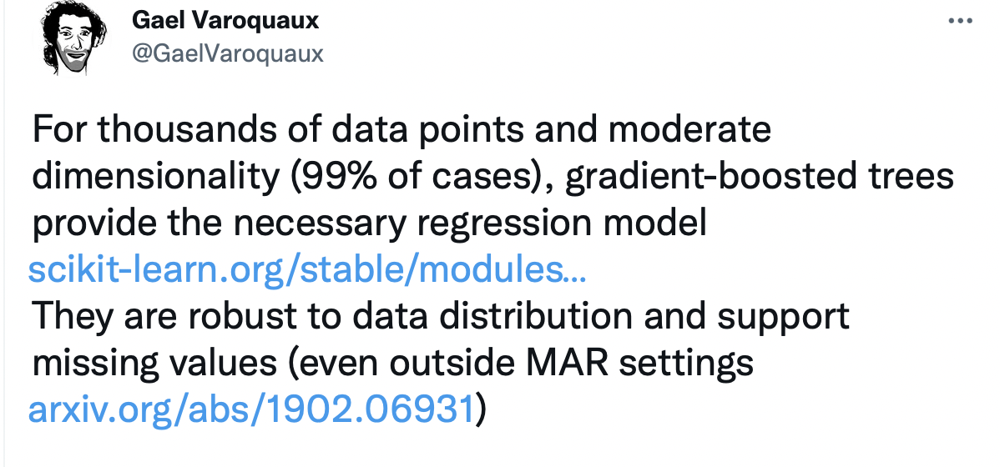 Gael Varoquaux
@GaelVaroquaux
For thousands of data points and moderate
dimensionality (99% of cases), gradient-boosted trees
provide the necessary regression model
scikit-learn.org/stable/modules…
They are robust to data distribution and support
missing values (even outside MAR settings
arxiv.org/abs/1902.06931)